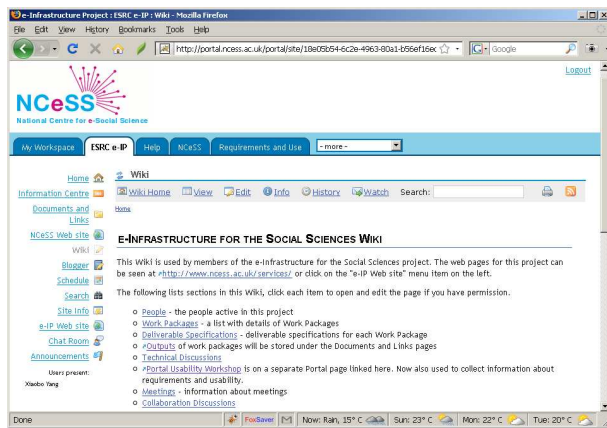 e-Infrastructure Project : ESRC e-IP : Wiki - Mozilla Firefox
File Edit View History Bookmarks Tools Help
http://portal.ncess.ac.uk/portal/site/18e05b54-6c2e-4963-80a1-b56ef16ec
Google
Logout
NCeSS
National Centre for e-Social Science
My Workspace ESRC e-IP Help NCeSS Requirements and Use - more -
Home
Information Centre
Documents and
Links
NCeSS Web site
Wiki
Blogger
Schedule
Search
Site Info
e-IP Web site
Chat Room
Announcements
Users present:
Xiaobo Yang
Wiki
Wiki Home View Edit Info History Watch Search:
Home
E-INFRASTRUCTURE FOR THE SOCIAL SCIENCES WIKI
This Wiki is used by members of the e-Infrastructure for the Social Sciences project. The web pages for this project can
be seen at http://www.ncess.ac.uk/services/ or click on the "e-IP Web site" menu item on the left.
The following lists sections in this Wiki, click each item to open and edit the page if you have permission.
People - the people active in this project
Work Packages - a list with details of Work Packages
Deliverable Specifications - deliverable specifications for each Work Package
Outputs of work packages will be stored under the Documents and Links pages
Technical Discussions
Portal Usability Workshop is on a separate Portal page linked here. Now also used to collect information about
requirements and usability.
Meetings - information about meetings
Collaboration Discussions
Done FoxSaver Now: Rain, 15° C Sun: 23° C Mon: 22° C Tue: 20° C